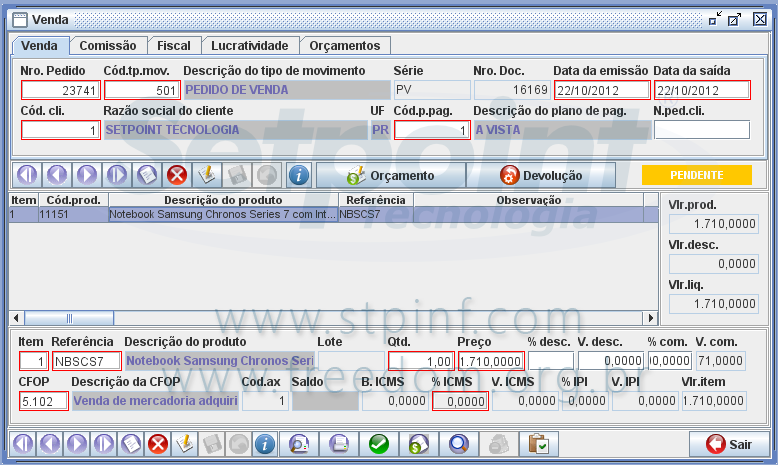 Venda
Venda Comissão Fiscal Lucratividade Orçamentos
Nro. Pedido Cód.tp.mov. Descrição do tipo de movimento Série Nro. Doc. Data da emissão Data da saída
23741 501 PEDIDO DE VENDA PV 16169 22/10/2012 22/10/2012
Cód. cli. Razão social do cliente UF Cód.p.pag. Descrição do plano de pag. N.ped.cli.
1 SETPOINT TECNOLOGIA PR 1 A VISTA
Setpoint
Tecnologia
Orçamento Devolução PENDENTE
Item Cód.prod. Descrição do produto Referência Observação
1 11151 Notebook Samsung Chronos Series 7 com Int... NBSCS7
Vlr.prod.
1.710,0000
Vlr.desc.
0,0000
Vlr.liq.
1.710,0000
www.stpinf.com
Item Referência Descrição do produto Lote Qtd. Preço % desc. V. desc. % com. V. com.
1 NBSCS7 Notebook Samsung Chronos Seri 1,00 1.710,0000 0,0000 0,0000 71,0000
www.freedom.org.br
CFOP Descrição da CFOP Cod.ax Saldo B. ICMS % ICMS V. ICMS % IPI V. IPI Vlr.item
5.102 Venda de mercadoria adquiri 1 0,0000 0,0000 0,0000 0,0000 0,0000 1.710,0000
Sair